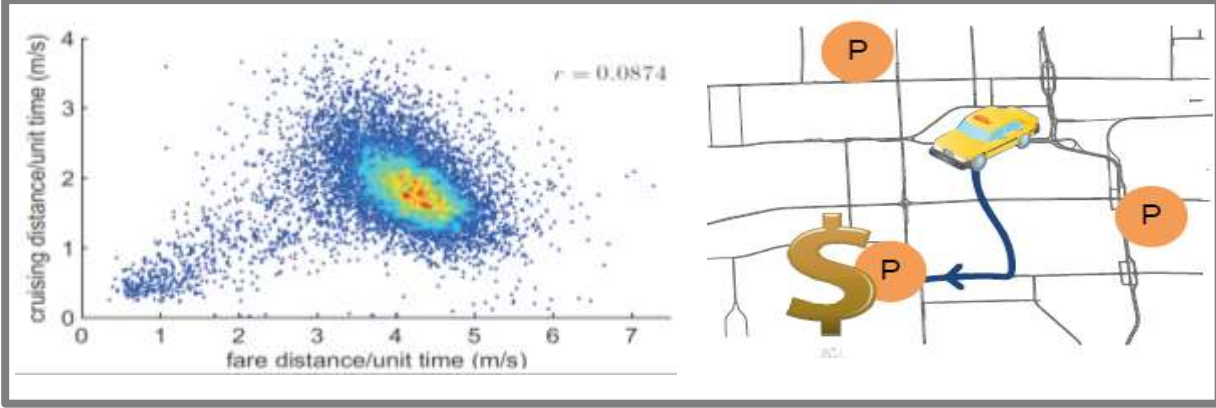 4
3
2
1
0
cruising distance/unit time (m/s)
r = 0.0874
0 1 2 3 4 5 6 7
fare distance/unit time (m/s)
P
P
P
$